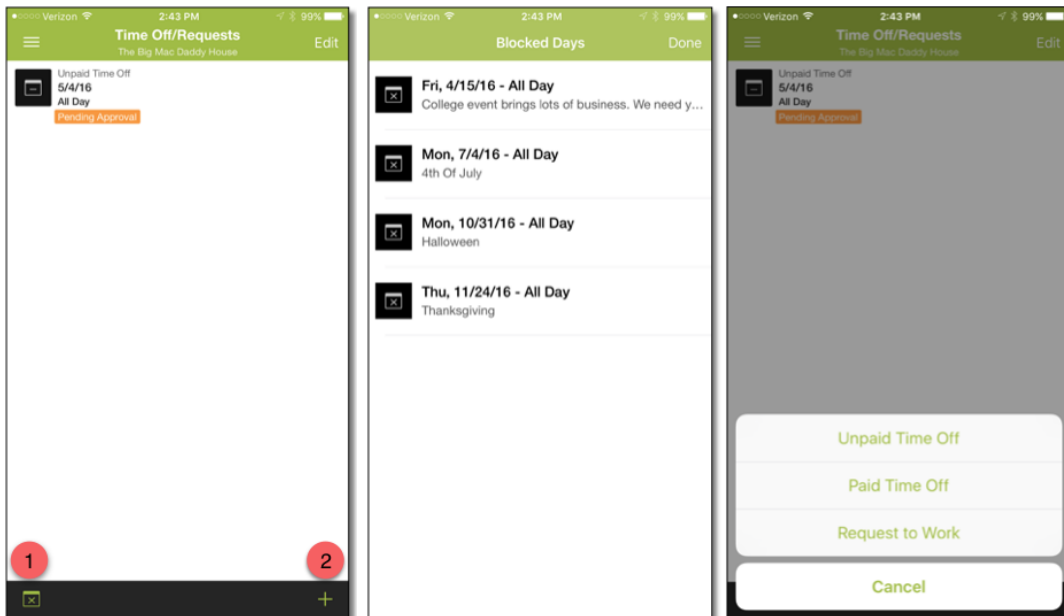 Verizon 2:43 PM 99%
Time Off/Requests Edit
The Big Mac Daddy House
Unpaid Time Off
5/4/16
All Day
Pending Approval
1 2
Verizon 2:43 PM 99%
Blocked Days Done
Fri, 4/15/16 - All Day
College event brings lots of business. We need y...
Mon, 7/4/16 - All Day
4th Of July
Mon, 10/31/16 - All Day
Halloween
Thu, 11/24/16 - All Day
Thanksgiving
Verizon 2:43 PM 99%
Time Off/Requests Edit
The Big Mac Daddy House
Unpaid Time Off
5/4/16
All Day
Pending Approval
Unpaid Time Off
Paid Time Off
Request to Work
Cancel